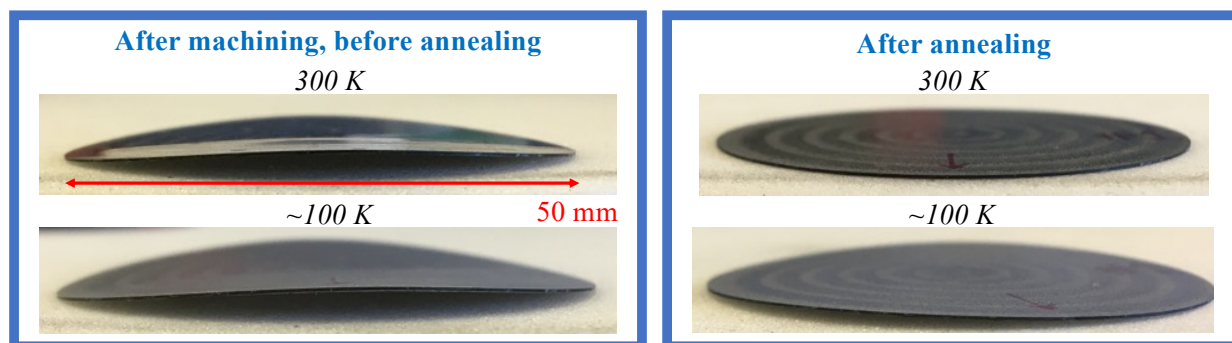 After machining, before annealing
300 K
50 mm
~100 K
After annealing
300 K
~100 K